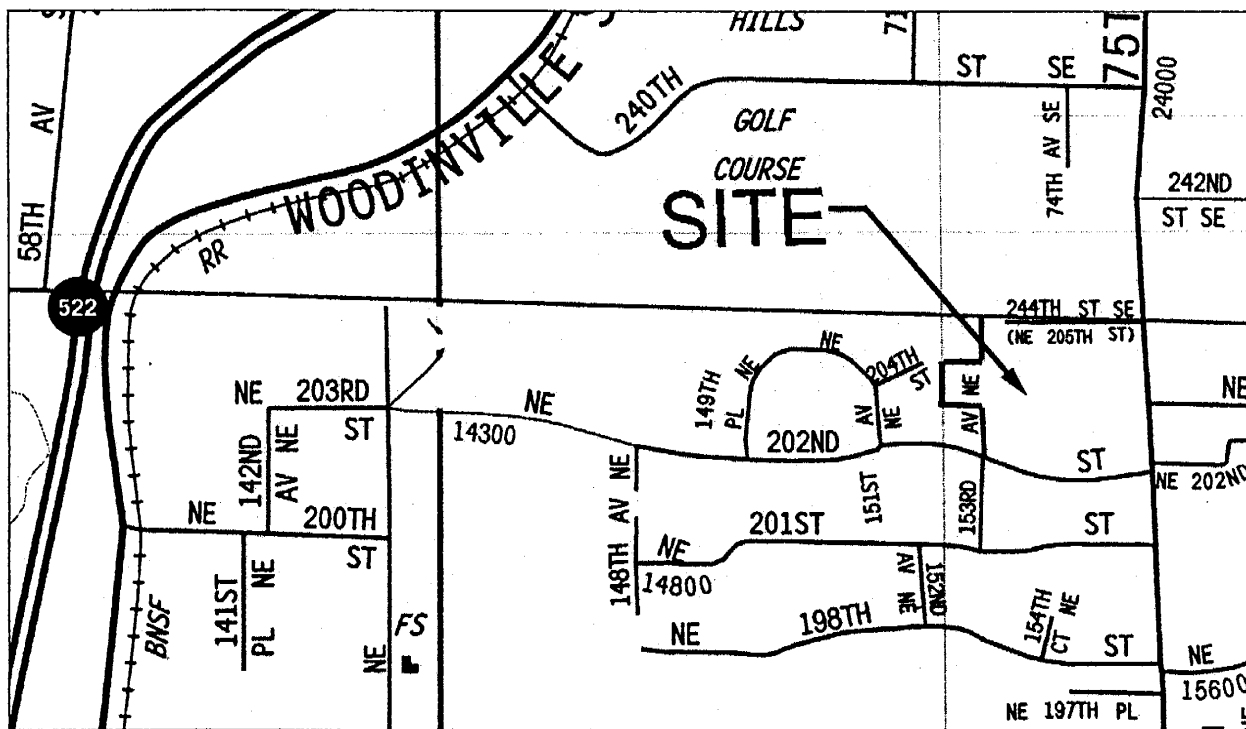 HILLS
71
75T
ST SE
24000
58TH AV
WOODINVILLE
240TH
GOLF
COURSE
74TH AV SE
242ND
ST SE
SITE
RR
522
244TH ST SE
(NE 205TH ST)
NE
204TH
ST
149TH
PL
NE
AV NE
NE 203RD
ST
NE
14300
202ND
AV
NE
ST
NE
NE 202ND
142ND
AV NE
148TH AV NE
151ST
153RD
NE 200TH
ST
201ST
ST
NE
14800
AV NE
152ND
141ST
PL NE
BNSF
FS
NE
NE
198TH
154TH
CT NE
ST
NE
15600
NE 197TH PL